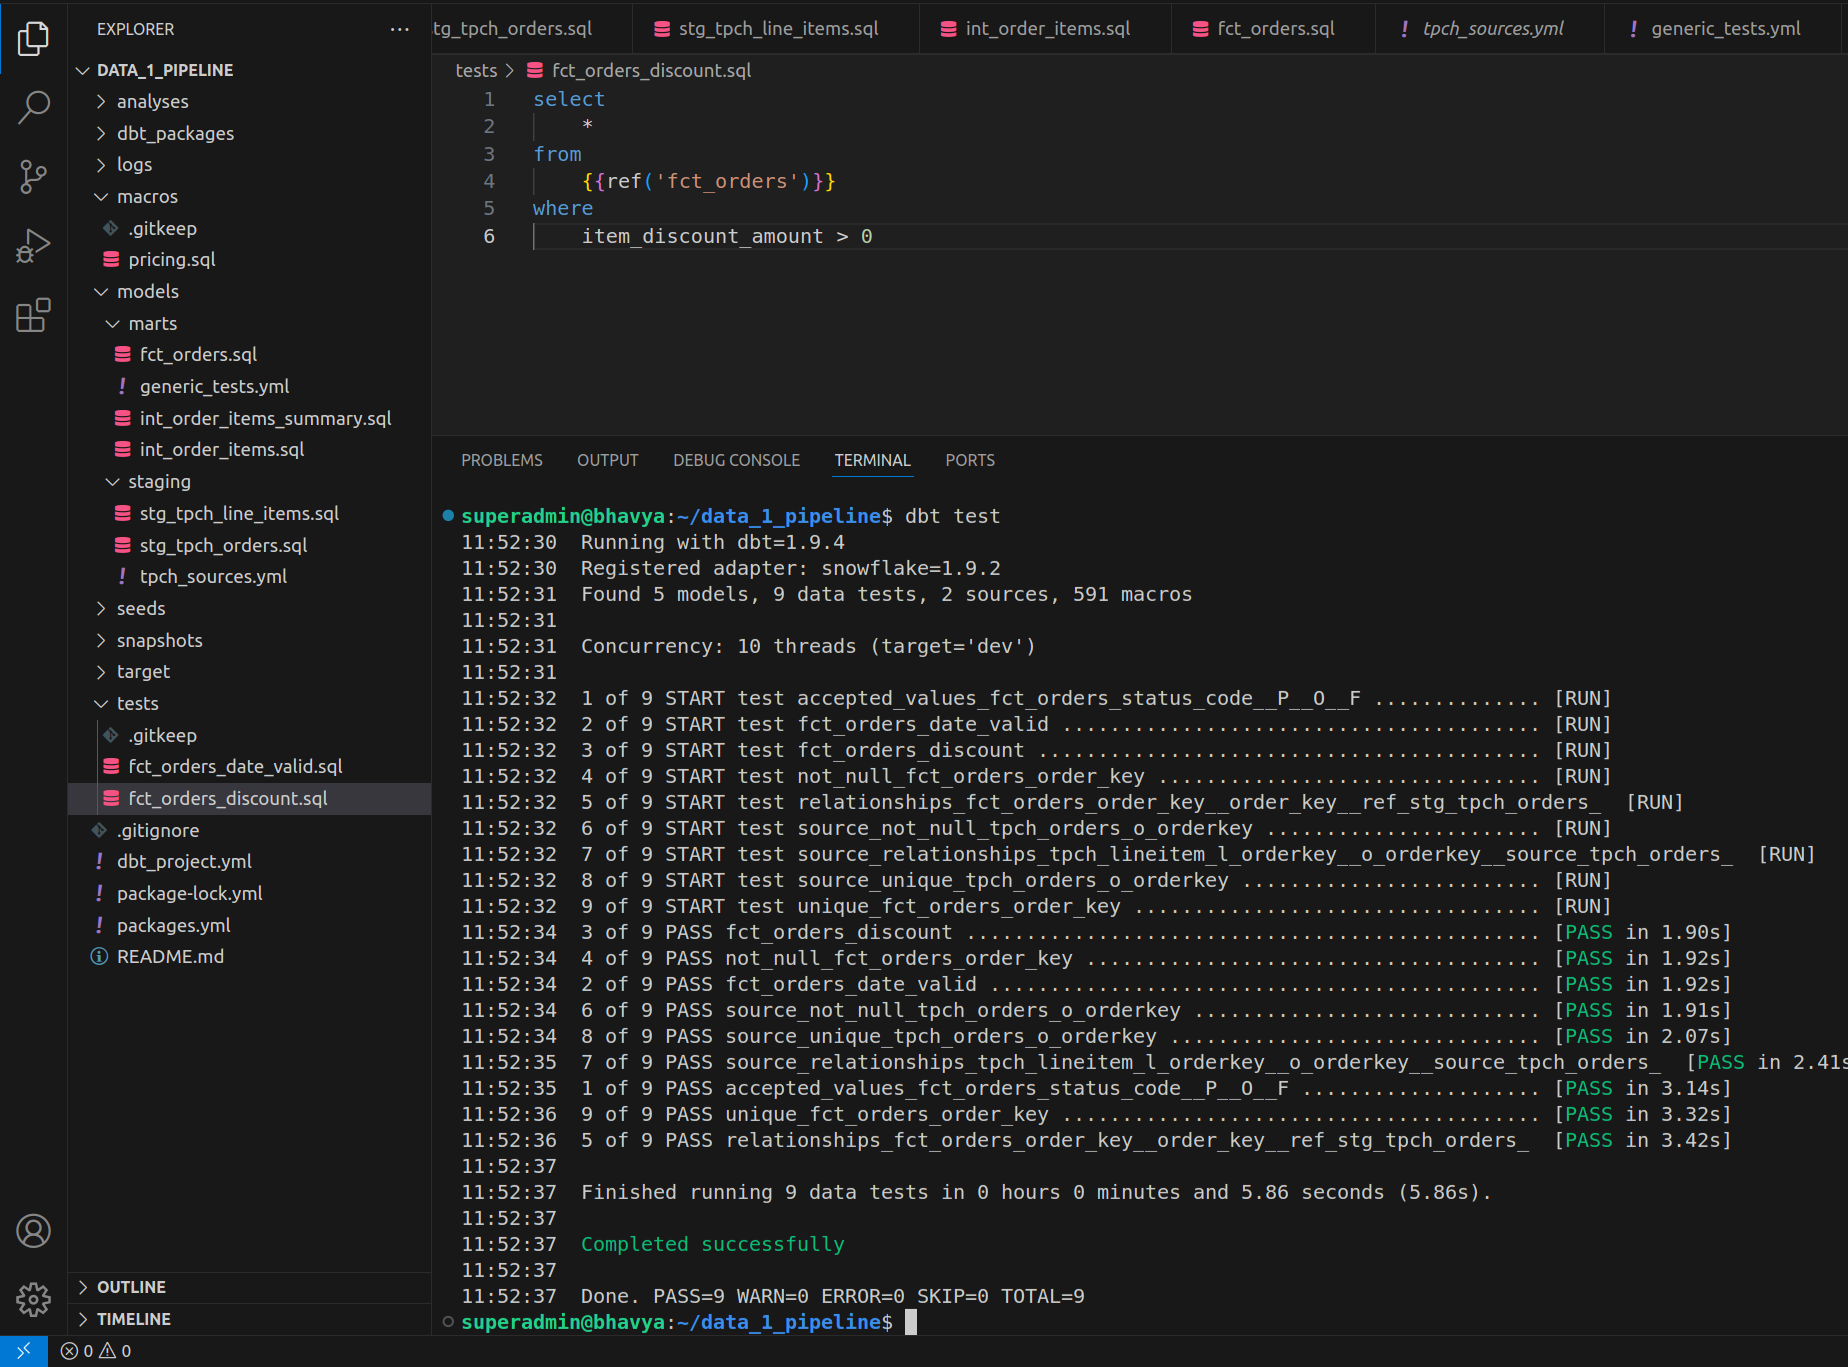 EXPLORER
···
DATA_1_PIPELINE
analyses
dbt_packages
logs
macros
.gitkeep
pricing.sql
models
marts
fct_orders.sql
generic_tests.yml
int_order_items_summary.sql
int_order_items.sql
staging
stg_tpch_line_items.sql
stg_tpch_orders.sql
tpch_sources.yml
seeds
snapshots
target
tests
.gitkeep
fct_orders_date_valid.sql
fct_orders_discount.sql
.gitignore
dbt_project.yml
package-lock.yml
packages.yml
README.md
OUTLINE
TIMELINE
tg_tpch_orders.sql stg_tpch_line_items.sql int_order_items.sql fct_orders.sql ! tpch_sources.yml ! generic_tests.yml
tests > fct_orders_discount.sql
1 select
2 *
3 from
4 {{ref('fct_orders')}}
5 where
6 item_discount_amount > 0
PROBLEMS OUTPUT DEBUG CONSOLE TERMINAL PORTS
superadmin@bhavya:~/data_1_pipeline$ dbt test
11:52:30  Running with dbt=1.9.4
11:52:30  Registered adapter: snowflake=1.9.2
11:52:31  Found 5 models, 9 data tests, 2 sources, 591 macros
11:52:31
11:52:31  Concurrency: 10 threads (target='dev')
11:52:31
11:52:32  1 of 9 START test accepted_values_fct_orders_status_code__P__O__F .............. [RUN]
11:52:32  2 of 9 START test fct_orders_date_valid ........................................ [RUN]
11:52:32  3 of 9 START test fct_orders_discount .......................................... [RUN]
11:52:32  4 of 9 START test not_null_fct_orders_order_key ................................ [RUN]
11:52:32  5 of 9 START test relationships_fct_orders_order_key__order_key__ref_stg_tpch_orders_  [RUN]
11:52:32  6 of 9 START test source_not_null_tpch_orders_o_orderkey ....................... [RUN]
11:52:32  7 of 9 START test source_relationships_tpch_lineitem_l_orderkey__o_orderkey__source_tpch_orders_  [RUN]
11:52:32  8 of 9 START test source_unique_tpch_orders_o_orderkey ......................... [RUN]
11:52:32  9 of 9 START test unique_fct_orders_order_key .................................. [RUN]
11:52:34  3 of 9 PASS fct_orders_discount ................................................ [PASS in 1.90s]
11:52:34  4 of 9 PASS not_null_fct_orders_order_key ...................................... [PASS in 1.92s]
11:52:34  2 of 9 PASS fct_orders_date_valid .............................................. [PASS in 1.92s]
11:52:34  6 of 9 PASS source_not_null_tpch_orders_o_orderkey ............................. [PASS in 1.91s]
11:52:34  8 of 9 PASS source_unique_tpch_orders_o_orderkey ............................... [PASS in 2.07s]
11:52:35  7 of 9 PASS source_relationships_tpch_lineitem_l_orderkey__o_orderkey__source_tpch_orders_  [PASS in 2.41s
11:52:35  1 of 9 PASS accepted_values_fct_orders_status_code__P__O__F .................... [PASS in 3.14s]
11:52:36  9 of 9 PASS unique_fct_orders_order_key ........................................ [PASS in 3.32s]
11:52:36  5 of 9 PASS relationships_fct_orders_order_key__order_key__ref_stg_tpch_orders_  [PASS in 3.42s]
11:52:37
11:52:37  Finished running 9 data tests in 0 hours 0 minutes and 5.86 seconds (5.86s).
11:52:37
11:52:37  Completed successfully
11:52:37
11:52:37  Done. PASS=9 WARN=0 ERROR=0 SKIP=0 TOTAL=9
superadmin@bhavya:~/data_1_pipeline$
0 0